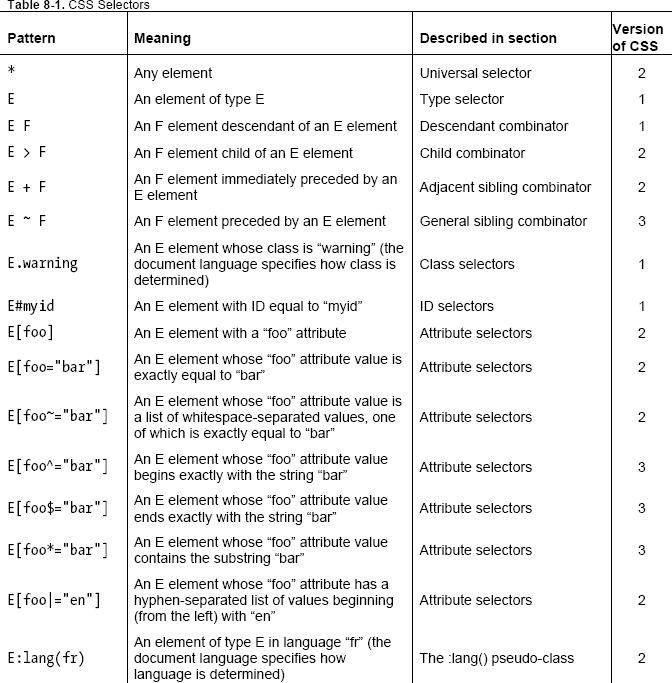 Table 8-1. CSS Selectors
Pattern Meaning Described in section Version of CSS
* Any element Universal selector 2
E An element of type E Type selector 1
E F An F element descendant of an E element Descendant combinator 1
E > F An F element child of an E element Child combinator 2
E + F An F element immediately preceded by an
E element Adjacent sibling combinator 2
E ~ F An F element preceded by an E element General sibling combinator 3
E.warning An E element whose class is “warning” (the
document language specifies how class is
determined) Class selectors 1
E#myid An E element with ID equal to “myid” ID selectors 1
E[foo] An E element with a “foo” attribute Attribute selectors 2
E[foo="bar"] An E element whose “foo” attribute value is
exactly equal to “bar” Attribute selectors 2
E[foo~="bar"] An E element whose “foo” attribute value is
a list of whitespace-separated values, one
of which is exactly equal to “bar” Attribute selectors 2
E[foo^="bar"] An E element whose “foo” attribute value
begins exactly with the string “bar” Attribute selectors 3
E[foo$="bar"] An E element whose “foo” attribute value
ends exactly with the string “bar” Attribute selectors 3
E[foo*="bar"] An E element whose “foo” attribute value
contains the substring “bar” Attribute selectors 3
E[foo|="en"] An E element whose “foo” attribute has a
hyphen-separated list of values beginning
(from the left) with “en” Attribute selectors 2
E:lang(fr) An element of type E in language “fr” (the
document language specifies how
language is determined) The :lang() pseudo-class 2